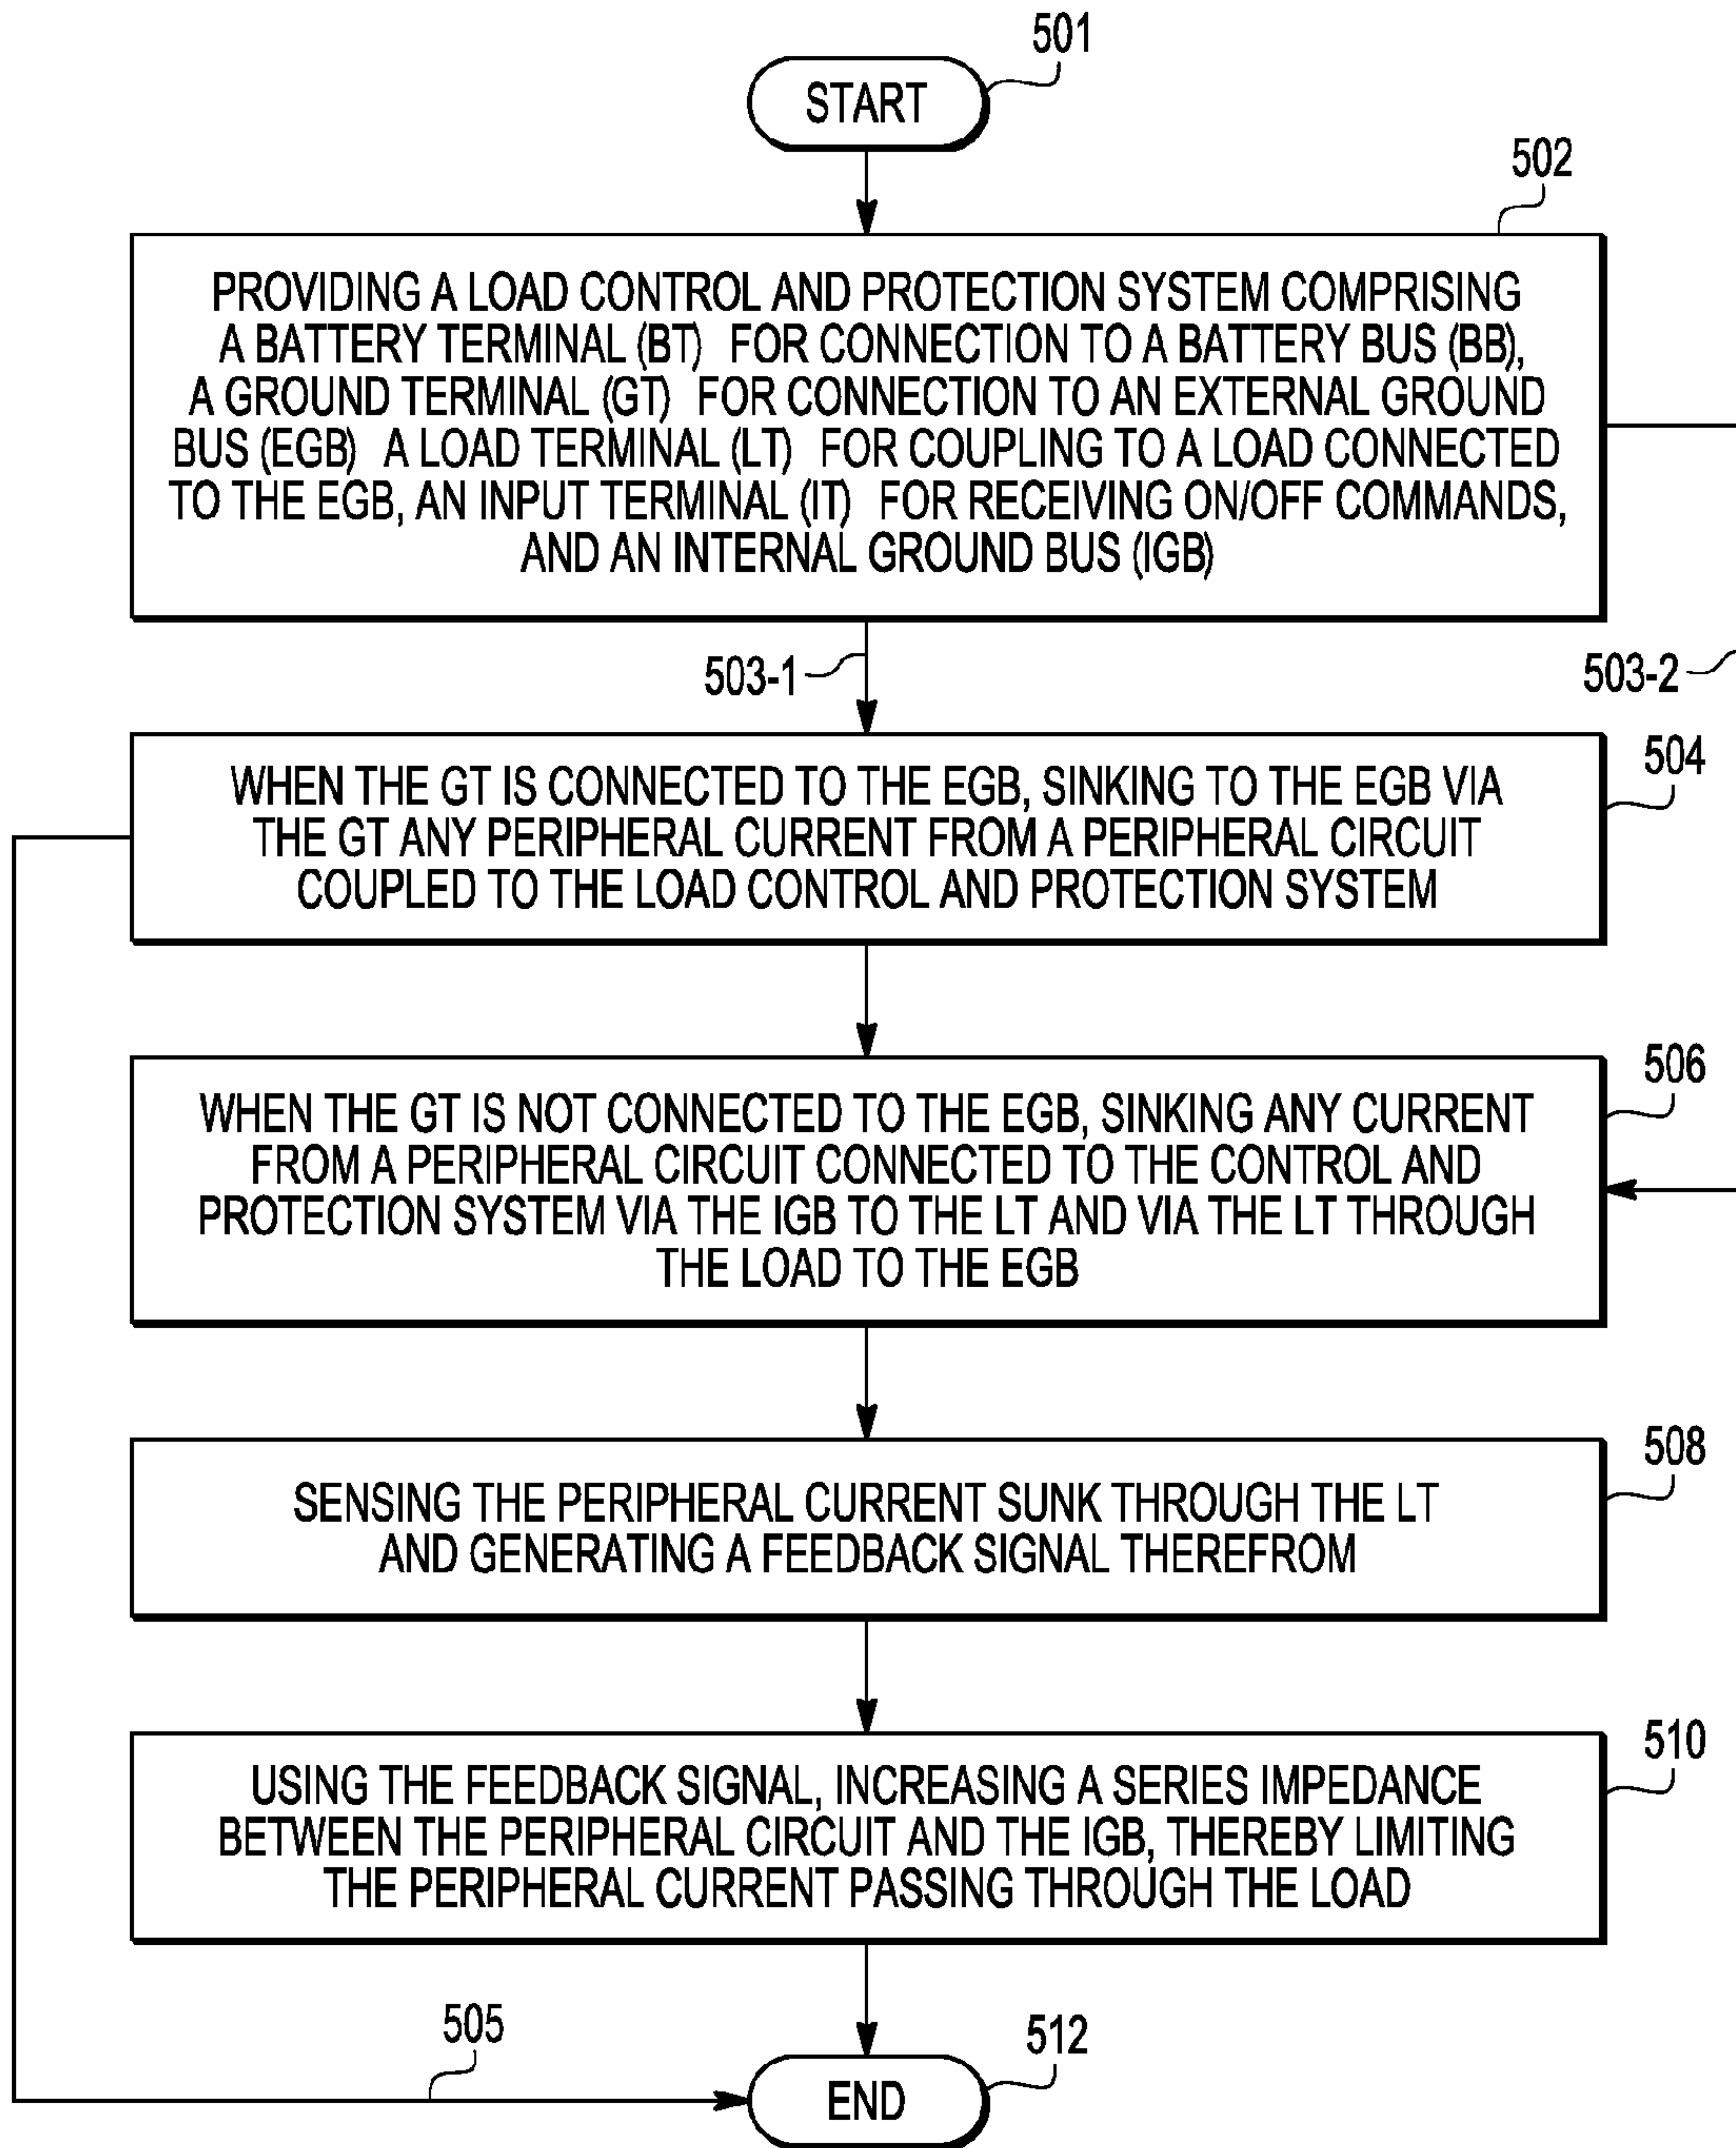 501
START
502
PROVIDING A LOAD CONTROL AND PROTECTION SYSTEM COMPRISING
A BATTERY TERMINAL (BT) FOR CONNECTION TO A BATTERY BUS (BB),
A GROUND TERMINAL (GT) FOR CONNECTION TO AN EXTERNAL GROUND
BUS (EGB) A LOAD TERMINAL (LT) FOR COUPLING TO A LOAD CONNECTED
TO THE EGB, AN INPUT TERMINAL (IT) FOR RECEIVING ON/OFF COMMANDS,
AND AN INTERNAL GROUND BUS (IGB)
503-1
503-2
504
WHEN THE GT IS CONNECTED TO THE EGB, SINKING TO THE EGB VIA
THE GT ANY PERIPHERAL CURRENT FROM A PERIPHERAL CIRCUIT
COUPLED TO THE LOAD CONTROL AND PROTECTION SYSTEM
506
WHEN THE GT IS NOT CONNECTED TO THE EGB, SINKING ANY CURRENT
FROM A PERIPHERAL CIRCUIT CONNECTED TO THE CONTROL AND
PROTECTION SYSTEM VIA THE IGB TO THE LT AND VIA THE LT THROUGH
THE LOAD TO THE EGB
508
SENSING THE PERIPHERAL CURRENT SUNK THROUGH THE LT
AND GENERATING A FEEDBACK SIGNAL THEREFROM
510
USING THE FEEDBACK SIGNAL, INCREASING A SERIES IMPEDANCE
BETWEEN THE PERIPHERAL CIRCUIT AND THE IGB, THEREBY LIMITING
THE PERIPHERAL CURRENT PASSING THROUGH THE LOAD
505
512
END